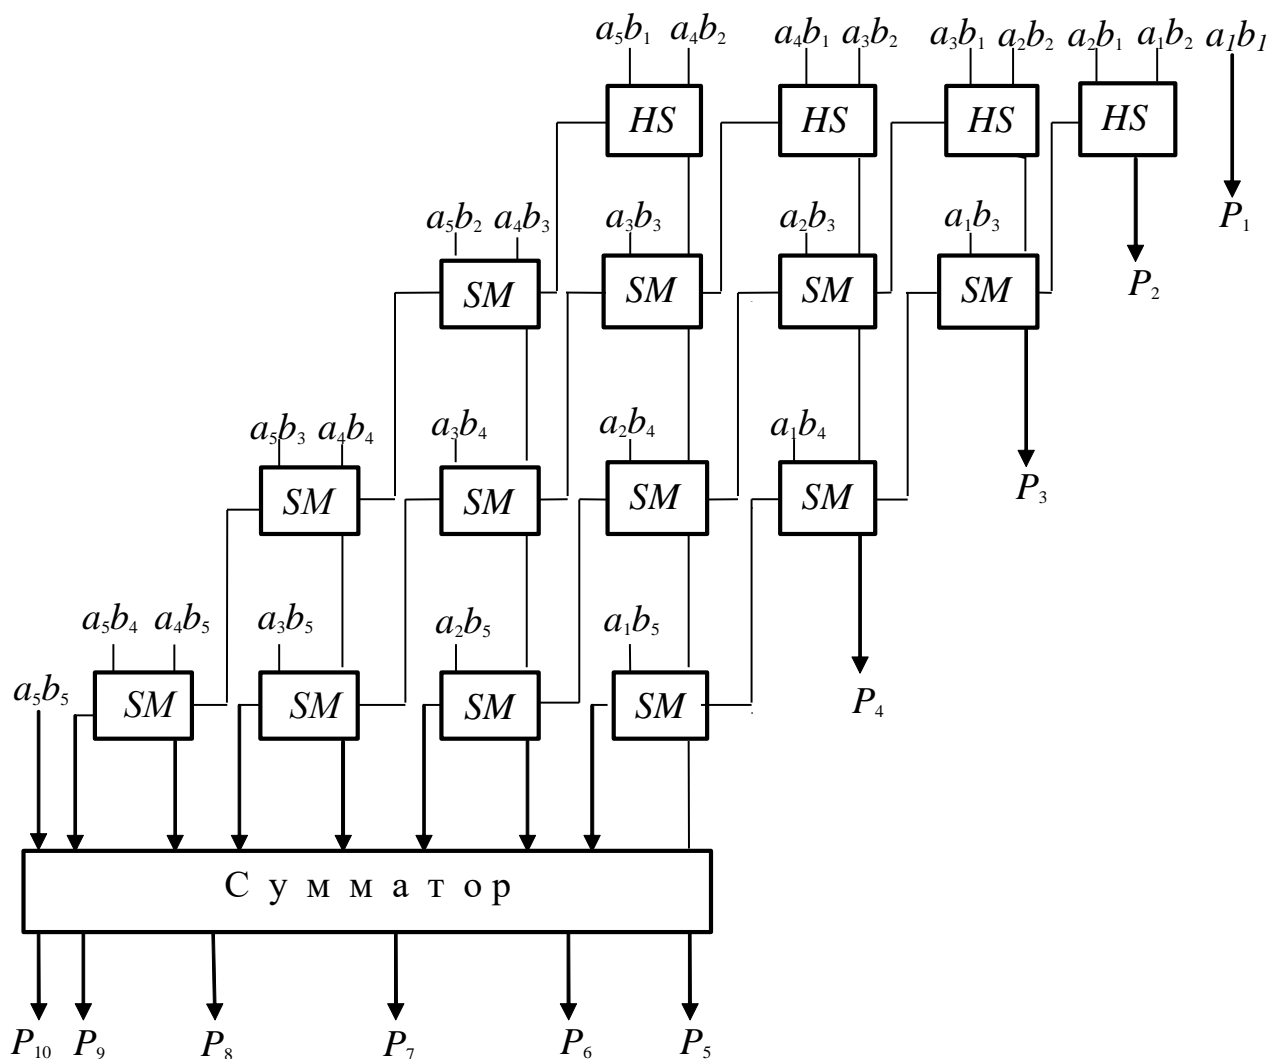 a₅b₁ a₄b₂ a₄b₁ a₃b₂ a₃b₁ a₂b₂ a₂b₁ a₁b₂ a₁b₁
HS HS HS HS
a₅b₂ a₄b₃ a₃b₃ a₂b₃ a₁b₃ P₁
SM SM SM SM P₂
a₅b₃ a₄b₄ a₃b₄ a₂b₄ a₁b₄
SM SM SM SM P₃
a₅b₄ a₄b₅ a₃b₅ a₂b₅ a₁b₅
a₅b₅ SM SM SM SM P₄
Сумматор
P₁₀ P₉ P₈ P₇ P₆ P₅